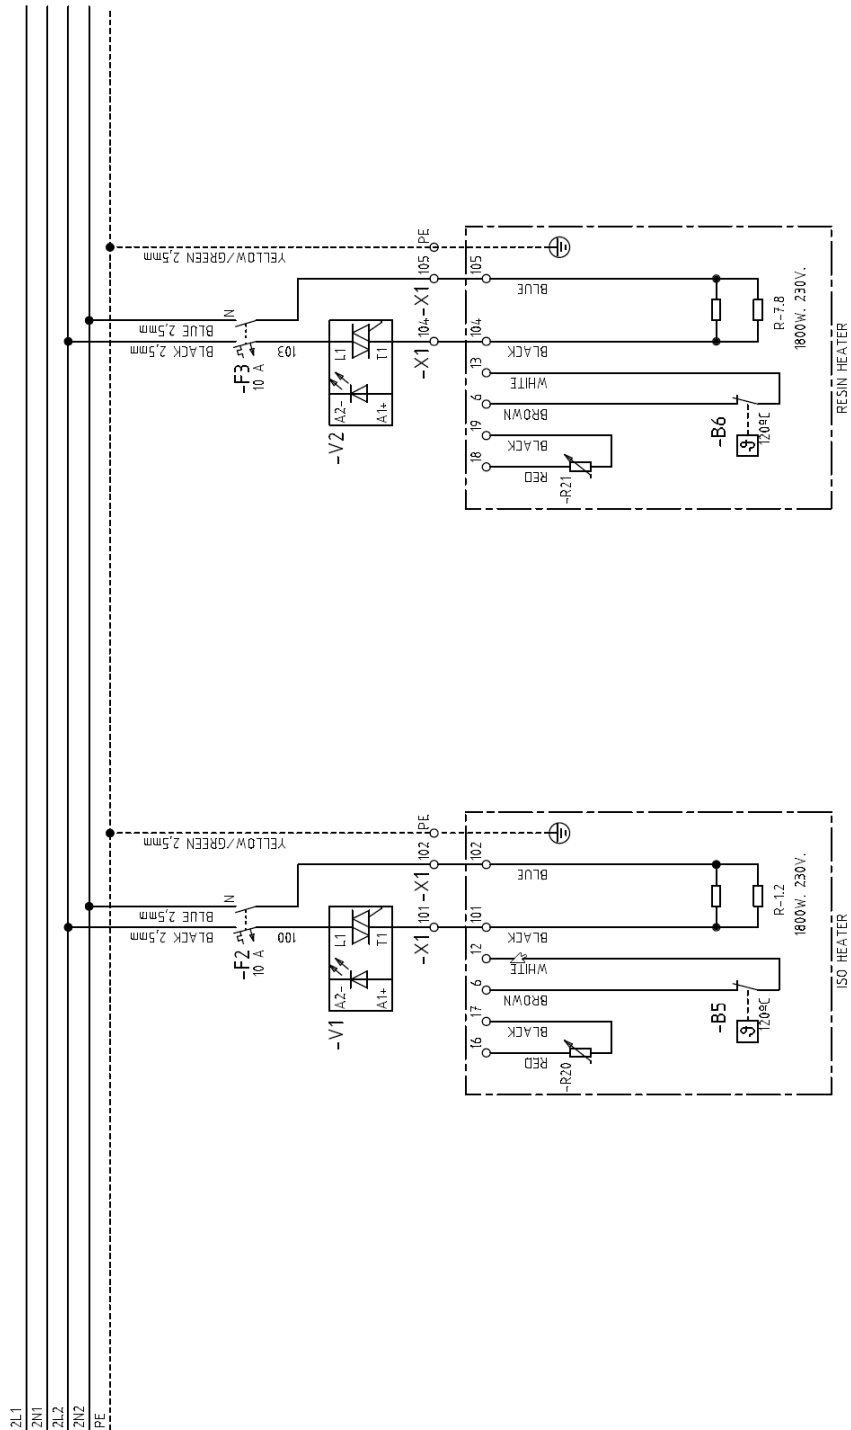 2L1
2N1
2L2
2N2
PE
YELLOW/GREEN 2,5mm
BLUE 2,5mm
BLACK 2,5mm
N
-F2
10 A
100
-V1
A2-
A1+
L1
T1
-X1
101
-X1
102
PE
16
17
6
12
101
102
RED
BLACK
BROWN
WHITE
BLACK
BLUE
-R20
-B5
120ºC
R-1.2
1800W. 230V.
ISO HEATER
YELLOW/GREEN 2,5mm
BLUE 2,5mm
BLACK 2,5mm
N
-F3
10 A
103
-V2
A2-
A1+
L1
T1
-X1
104
-X1
105
PE
18
19
6
13
104
105
RED
BLACK
BROWN
WHITE
BLACK
BLUE
-R21
-B6
120ºC
R-7.8
1800W. 230V.
RESIN HEATER